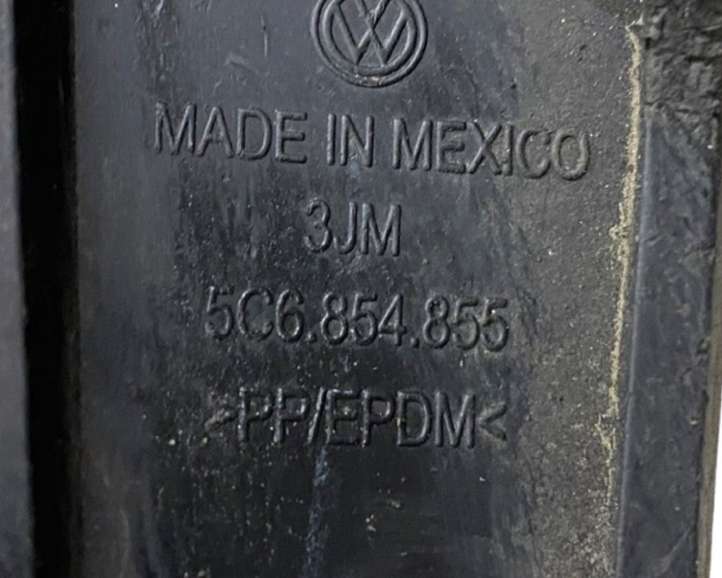 MADE IN MEXICO
3JM
5C6.854.855
>PP/EPDM<